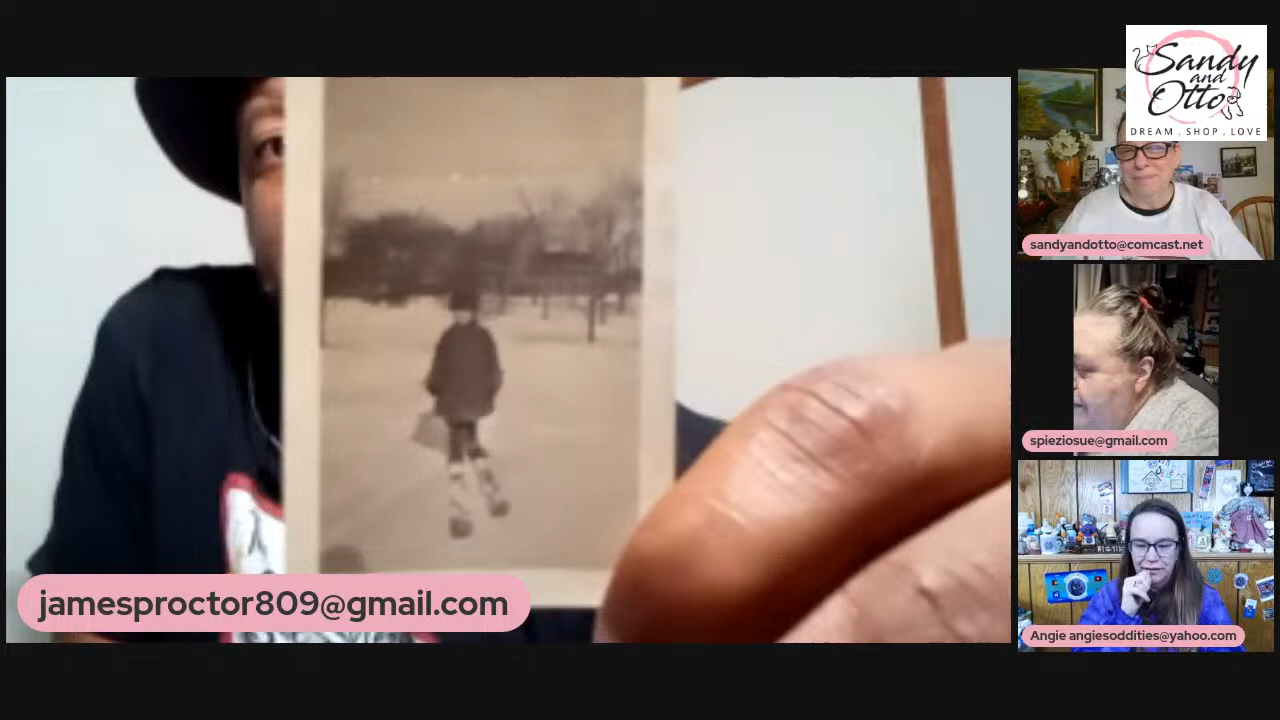 Sandy
and
Otto
DREAM . SHOP . LOVE
sandyandotto@comcast.net
spieziosue@gmail.com
jamesproctor809@gmail.com
Angie angiesoddities@yahoo.com